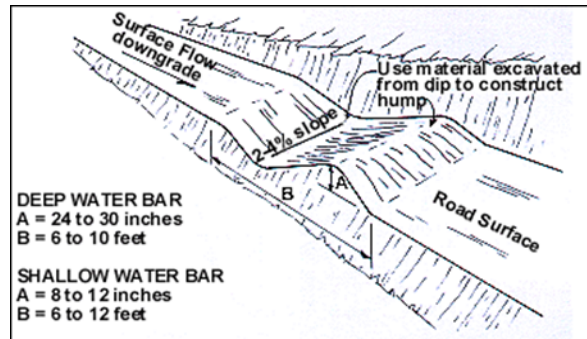 Surface Flow
downgrade
Use material excavated
from dip to construct
hump
2-4% slope
A
B
Road Surface
DEEP WATER BAR
A = 24 to 30 inches
B = 6 to 10 feet
SHALLOW WATER BAR
A = 8 to 12 inches
B = 6 to 12 feet